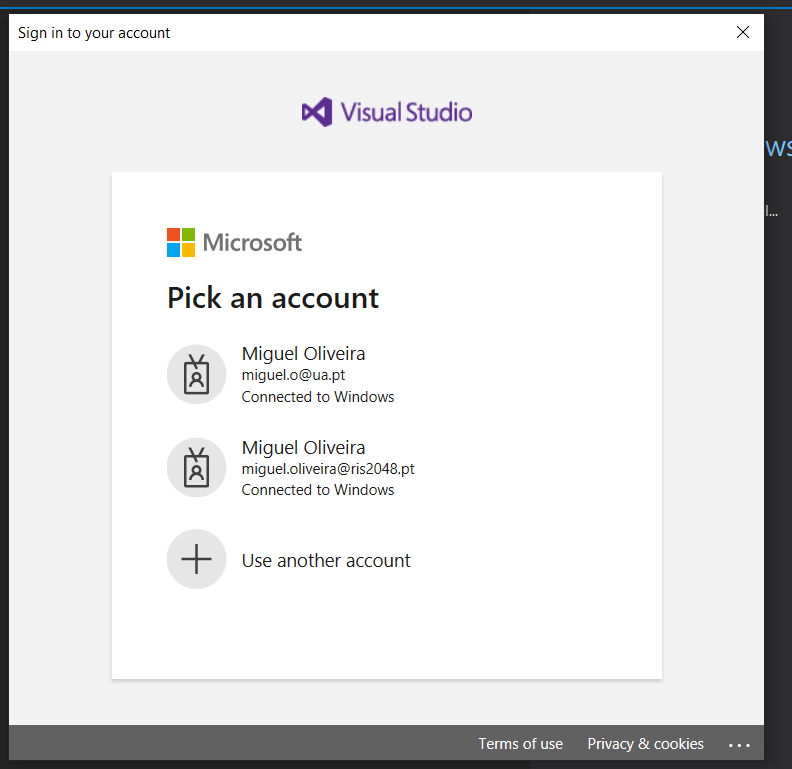 Sign in to your account
Visual Studio
Microsoft
Pick an account
Miguel Oliveira
miguel.o@ua.pt
Connected to Windows
Miguel Oliveira
miguel.oliveira@ris2048.pt
Connected to Windows
Use another account
Terms of use Privacy & cookies ...